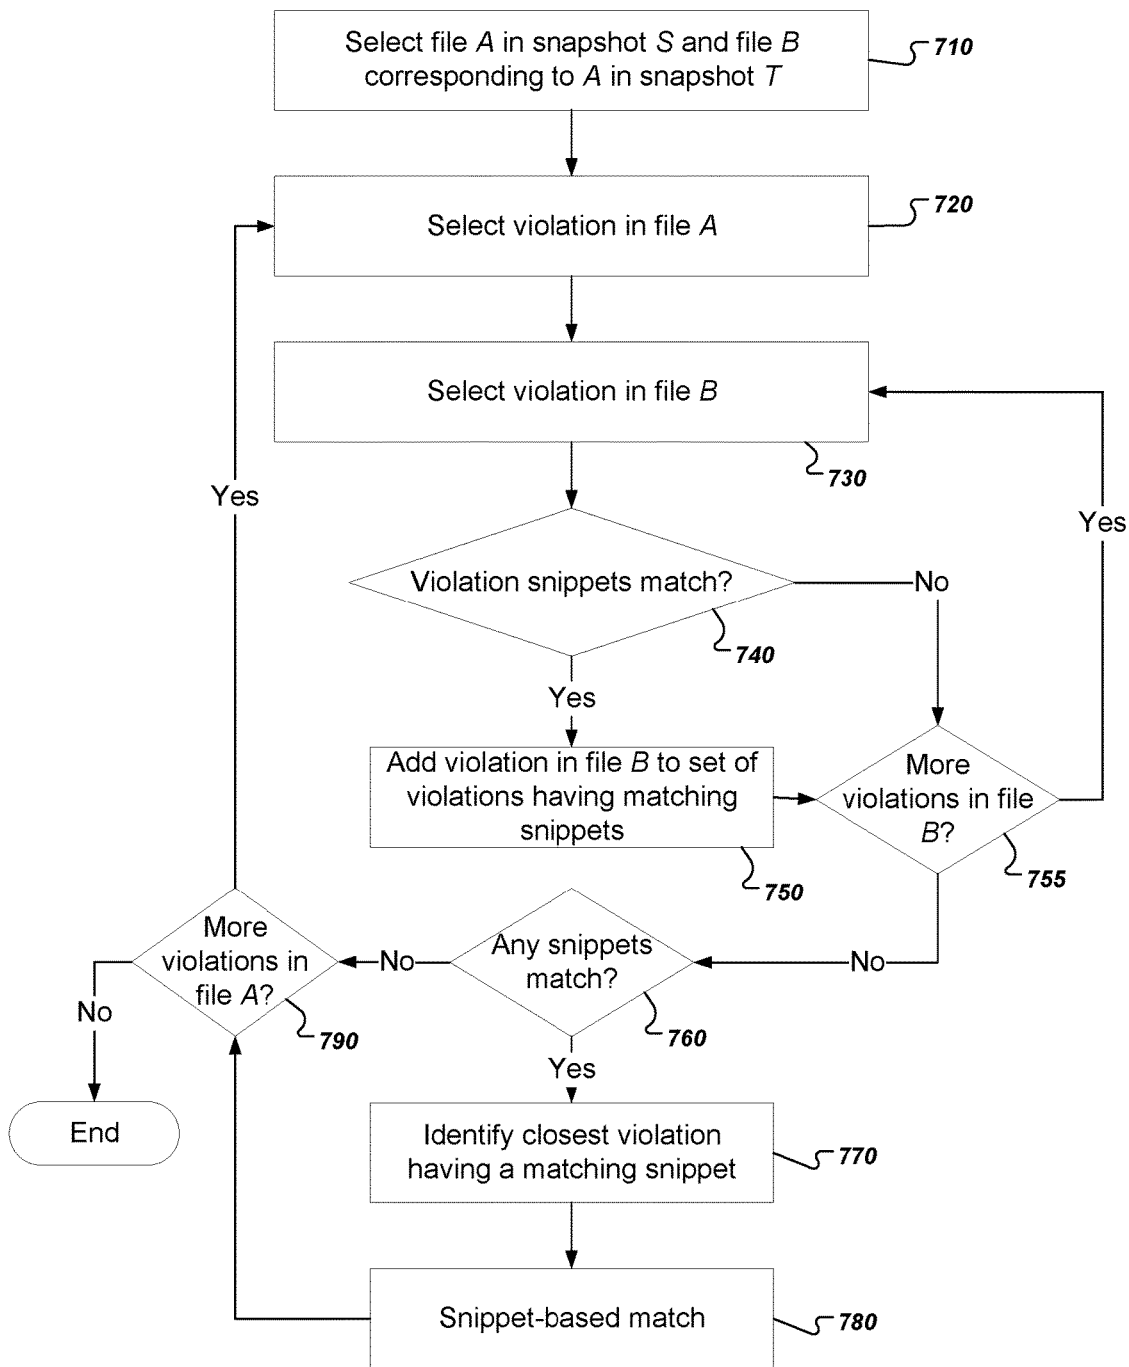 Select file A in snapshot S and file B
corresponding to A in snapshot T
710
Select violation in file A
720
Select violation in file B
730
Yes
Yes
Violation snippets match?
No
740
Yes
Add violation in file B to set of
violations having matching
snippets
750
More
violations in file
B?
755
More
violations in
file A?
790
No
Any snippets
match?
760
No
No
Yes
End
Identify closest violation
having a matching snippet
770
Snippet-based match
780